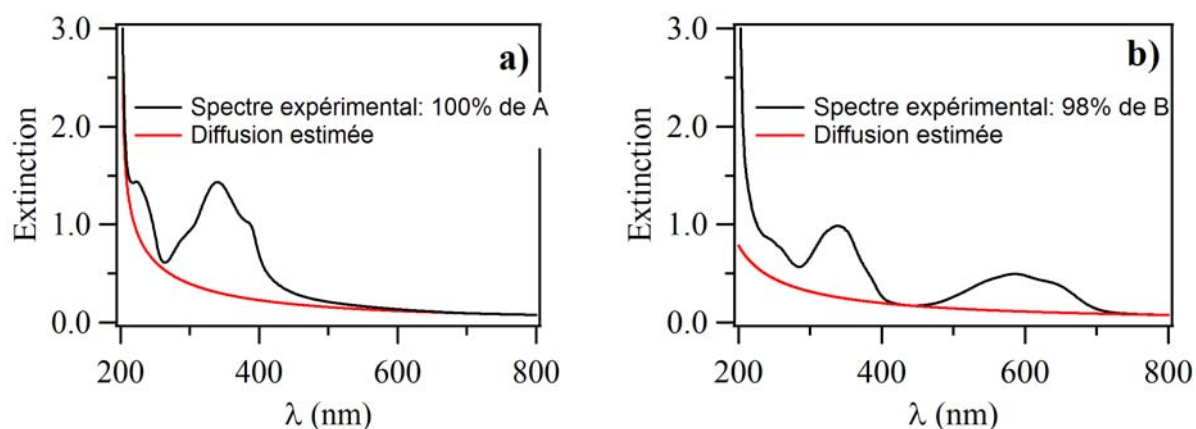 a)
3.0
2.0
1.0
0.0
Extinction
Spectre expérimental: 100% de A
Diffusion estimée
200
400
600
800
λ (nm)
b)
3.0
2.0
1.0
0.0
Extinction
Spectre expérimental: 98% de B
Diffusion estimée
200
400
600
800
λ (nm)